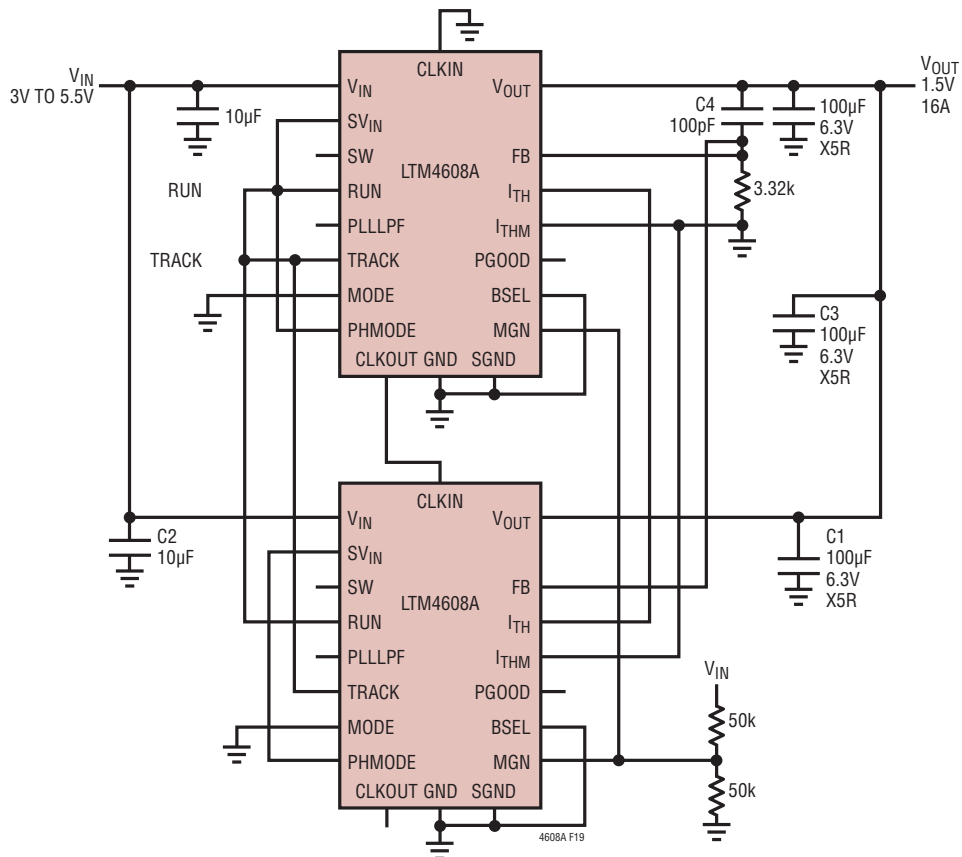 CLKIN
VIN
3V TO 5.5V
10µF
VIN
SVIN
SW
RUN
PLLLPF
TRACK
MODE
PHMODE
RUN
TRACK
LTM4608A
VOUT
FB
ITH
ITHM
PGOOD
BSEL
MGN
CLKOUT GND SGND
C4
100pF
100µF
6.3V
X5R
VOUT
1.5V
16A
3.32k
C3
100µF
6.3V
X5R
CLKIN
C2
10µF
VIN
SVIN
SW
RUN
PLLLPF
TRACK
MODE
PHMODE
LTM4608A
VOUT
FB
ITH
ITHM
PGOOD
BSEL
MGN
CLKOUT GND SGND
C1
100µF
6.3V
X5R
VIN
50k
50k
4608A F19